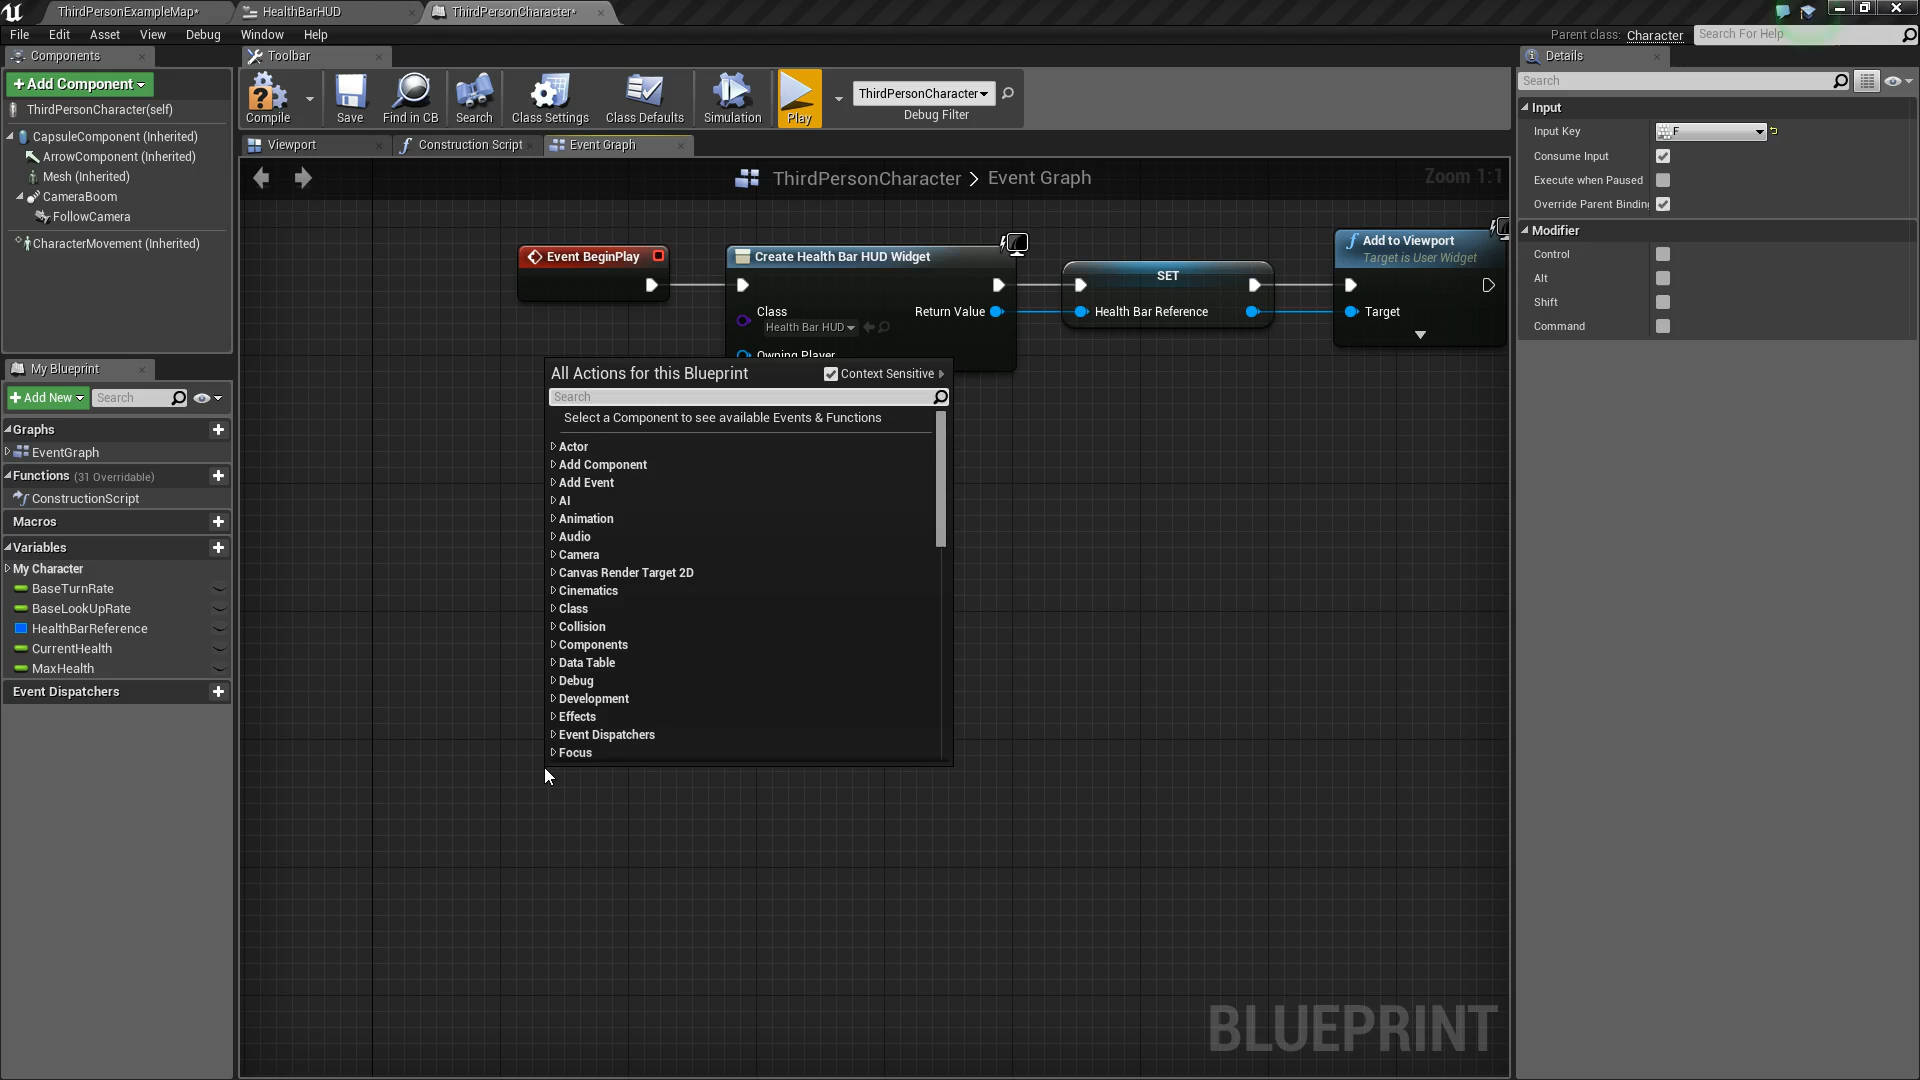 ThirdPersonExampleMap*
HealthBarHUD
ThirdPersonCharacter*
File Edit Asset View Debug Window Help
Parent class: Character
Search For Help
Components
+Add Component
ThirdPersonCharacter(self)
CapsuleComponent (Inherited)
ArrowComponent (Inherited)
Mesh (Inherited)
CameraBoom
FollowCamera
CharacterMovement (Inherited)
My Blueprint
+Add New
Search
Graphs
EventGraph
Functions (31 Overridable)
ConstructionScript
Macros
Variables
My Character
BaseTurnRate
BaseLookUpRate
HealthBarReference
CurrentHealth
MaxHealth
Event Dispatchers
Toolbar
Compile
Save
Find in CB
Search
Class Settings
Class Defaults
Simulation
Play
ThirdPersonCharacter
Debug Filter
Viewport
Construction Script
Event Graph
ThirdPersonCharacter > Event Graph
Zoom 1:1
Event BeginPlay
Create Health Bar HUD Widget
Class
Health Bar HUD
Return Value
Owning Player
SET
Health Bar Reference
Add to Viewport
Target is User Widget
Target
All Actions for this Blueprint
Context Sensitive
Search
Select a Component to see available Events & Functions
Actor
Add Component
Add Event
AI
Animation
Audio
Camera
Canvas Render Target 2D
Cinematics
Class
Collision
Components
Data Table
Debug
Development
Effects
Event Dispatchers
Focus
BLUEPRINT
Details
Search
Input
Input Key
F
Consume Input
Execute when Paused
Override Parent Binding
Modifier
Control
Alt
Shift
Command